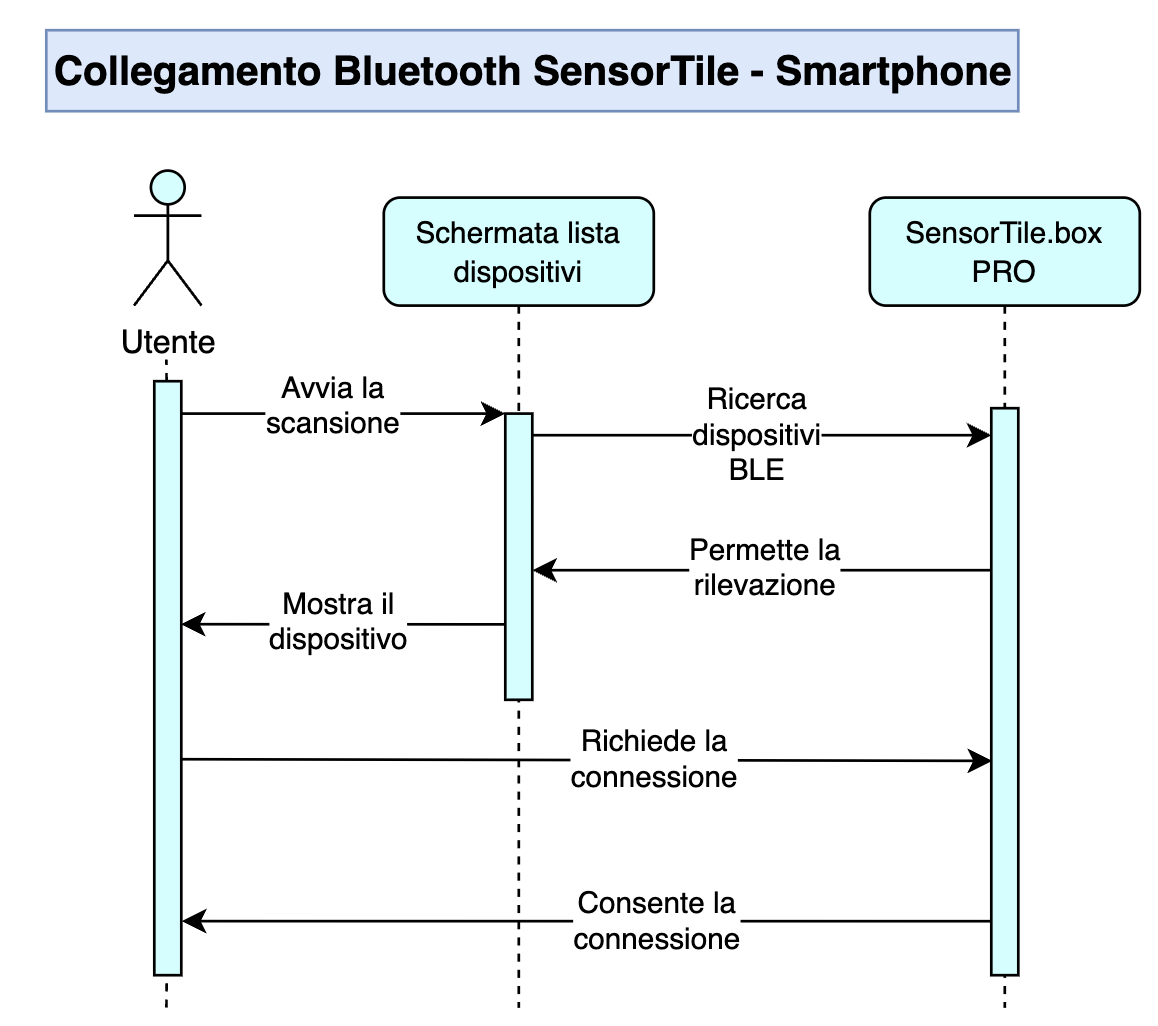 Collegamento Bluetooth SensorTile - Smartphone
Schermata lista
dispositivi
SensorTile.box
PRO
Utente
Avvia la
scansione
Ricerca
dispositivi
BLE
Permette la
rilevazione
Mostra il
dispositivo
Richiede la
connessione
Consente la
connessione